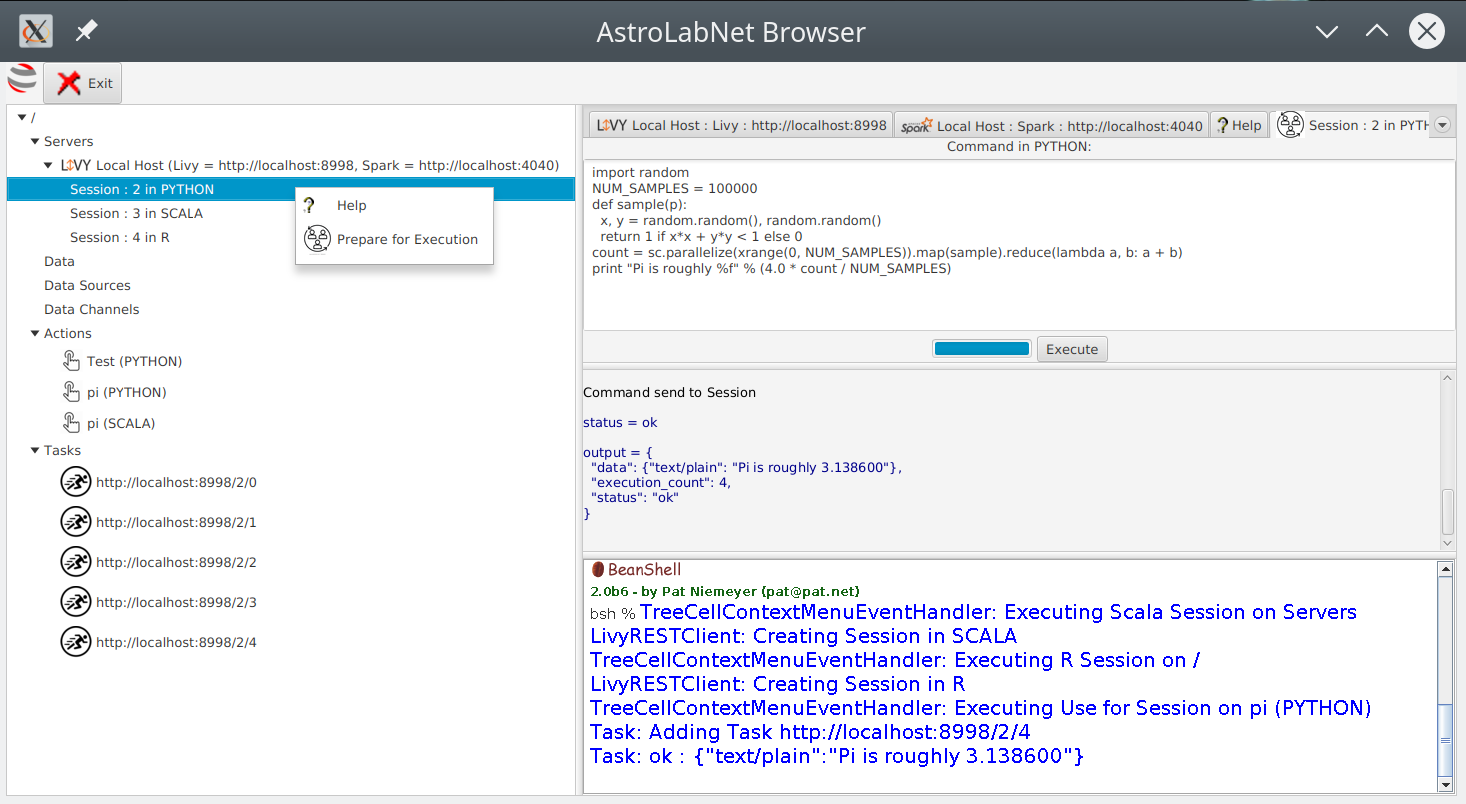 AstroLabNet Browser
Exit
/
Servers
LIVY Local Host (Livy = http://localhost:8998, Spark = http://localhost:4040)
Session : 2 in PYTHON
Session : 3 in SCALA
Session : 4 in R
Help
Prepare for Execution
Data
Data Sources
Data Channels
Actions
Test (PYTHON)
pi (PYTHON)
pi (SCALA)
Tasks
http://localhost:8998/2/0
http://localhost:8998/2/1
http://localhost:8998/2/2
http://localhost:8998/2/3
http://localhost:8998/2/4
LIVY Local Host : Livy : http://localhost:8998
Spark Local Host : Spark : http://localhost:4040
? Help
Session : 2 in PYTH
Command in PYTHON:
import random
NUM_SAMPLES = 100000
def sample(p):
  x, y = random.random(), random.random()
  return 1 if x*x + y*y < 1 else 0
count = sc.parallelize(xrange(0, NUM_SAMPLES)).map(sample).reduce(lambda a, b: a + b)
print "Pi is roughly %f" % (4.0 * count / NUM_SAMPLES)
Execute
Command send to Session
status = ok
output = {
  "data": {"text/plain": "Pi is roughly 3.138600"},
  "execution_count": 4,
  "status": "ok"
}
BeanShell
2.0b6 - by Pat Niemeyer (pat@pat.net)
bsh % TreeCellContextMenuEventHandler: Executing Scala Session on Servers
LivyRESTClient: Creating Session in SCALA
TreeCellContextMenuEventHandler: Executing R Session on /
LivyRESTClient: Creating Session in R
TreeCellContextMenuEventHandler: Executing Use for Session on pi (PYTHON)
Task: Adding Task http://localhost:8998/2/4
Task: ok : {"text/plain":"Pi is roughly 3.138600"}